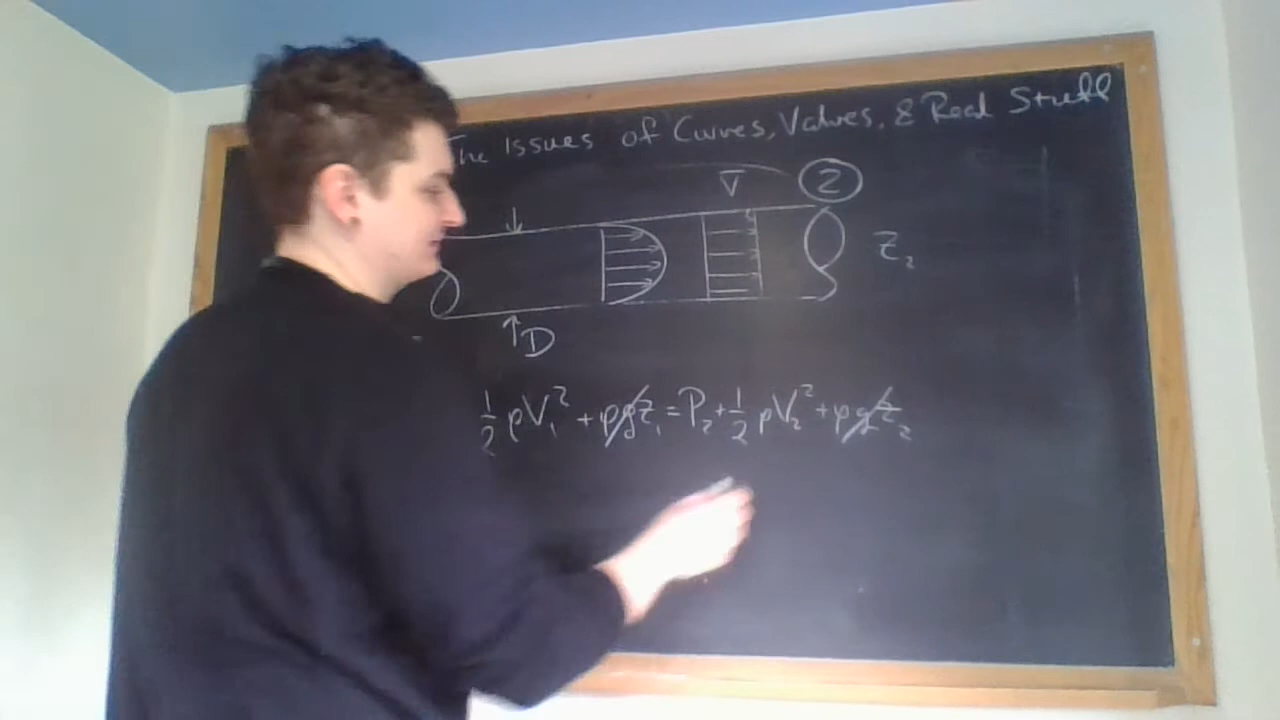 The Issues of Curves, Valves, & Real Stuff
V̅ 2
Z₂
D
½ρV₁² + ρgz₁ = P₂ + ½ρV₂² + ρgz₂